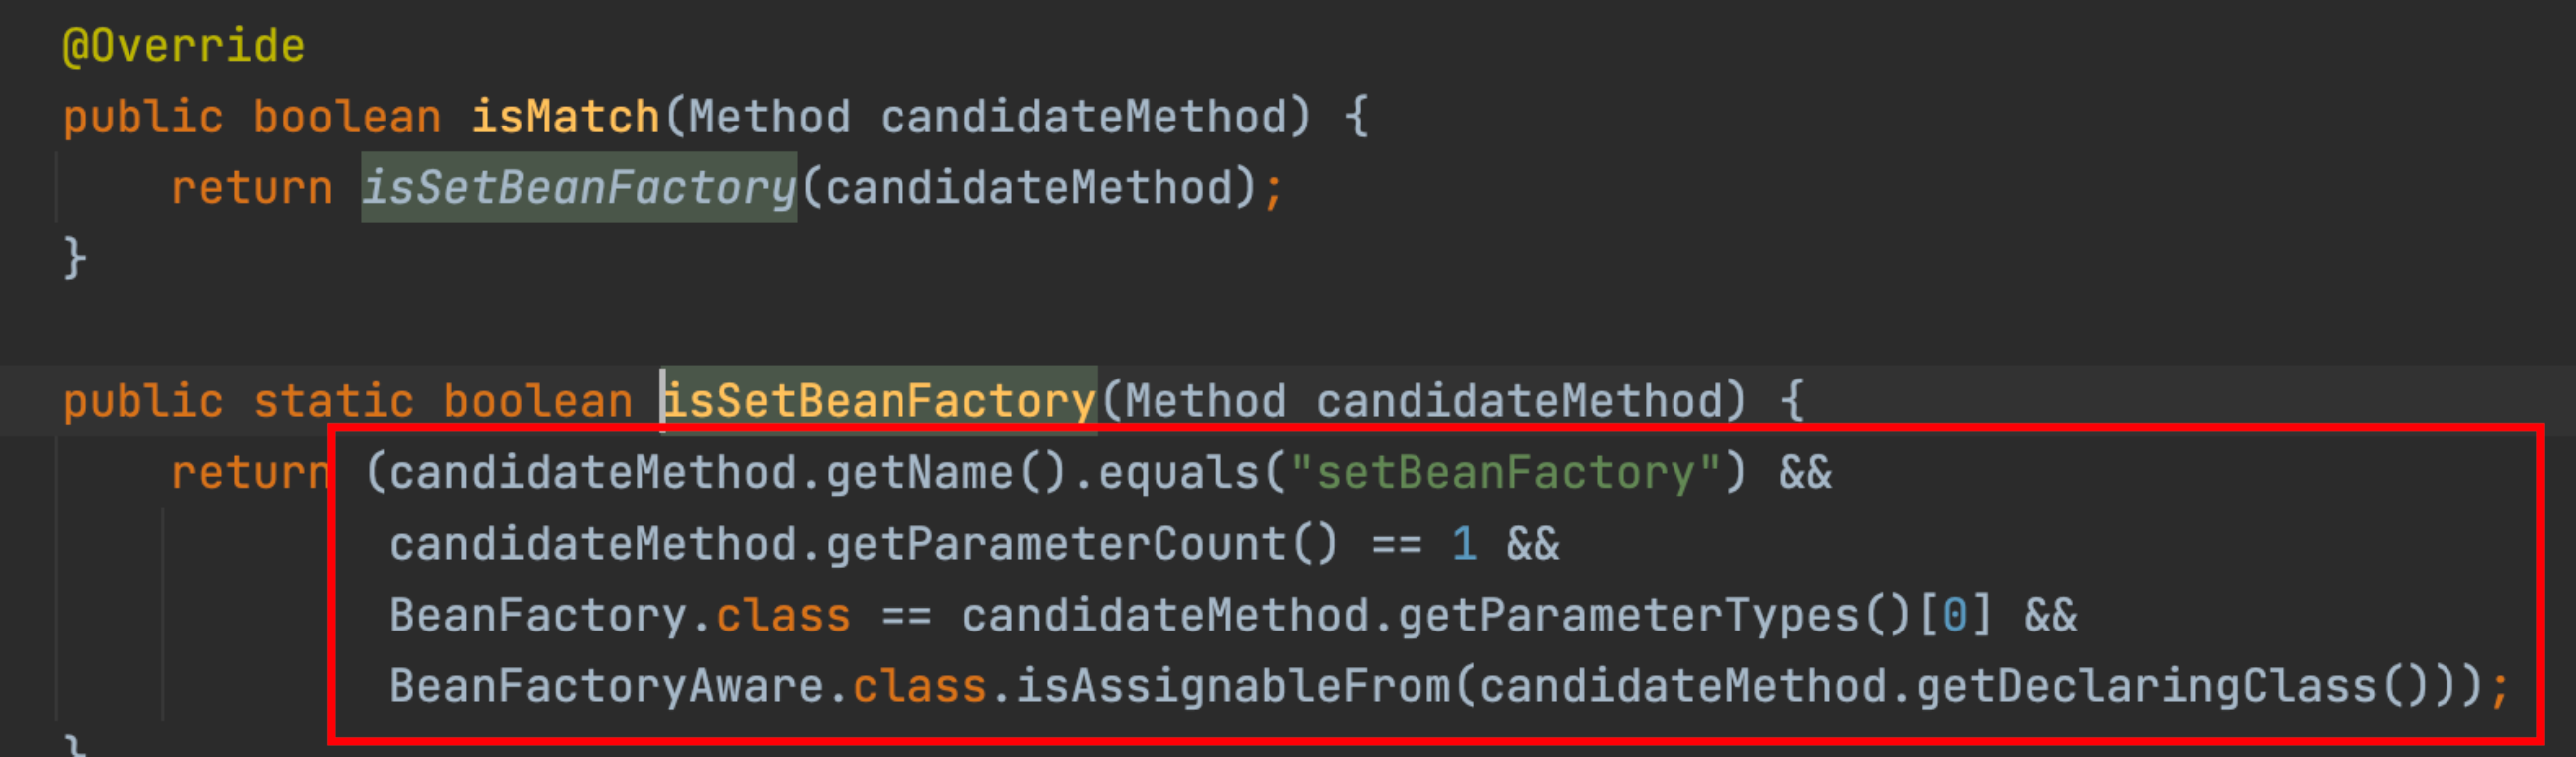 @Override
public boolean isMatch(Method candidateMethod) {
return isSetBeanFactory(candidateMethod);
}
public static boolean isSetBeanFactory(Method candidateMethod) {
return (candidateMethod.getName().equals("setBeanFactory") &&
candidateMethod.getParameterCount() == 1 &&
BeanFactory.class == candidateMethod.getParameterTypes()[0] &&
BeanFactoryAware.class.isAssignableFrom(candidateMethod.getDeclaringClass()));
}